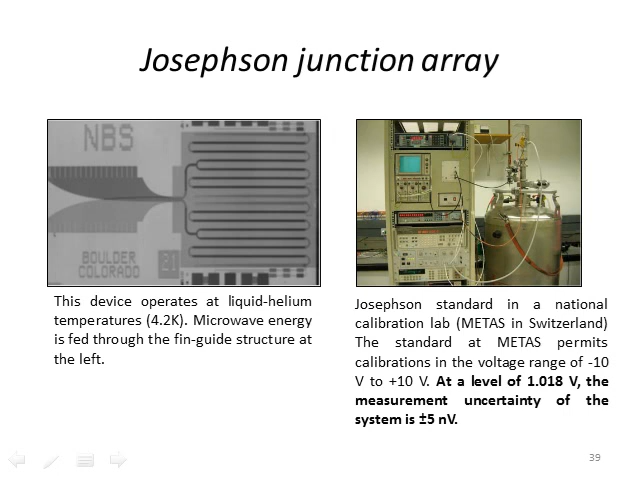 Josephson junction array
NBS
BOULDER
COLORADO
This device operates at liquid-helium
temperatures (4.2K). Microwave energy
is fed through the fin-guide structure at
the left.
Josephson standard in a national
calibration lab (METAS in Switzerland)
The standard at METAS permits
calibrations in the voltage range of -10
V to +10 V. At a level of 1.018 V, the
measurement uncertainty of the
system is ±5 nV.
39